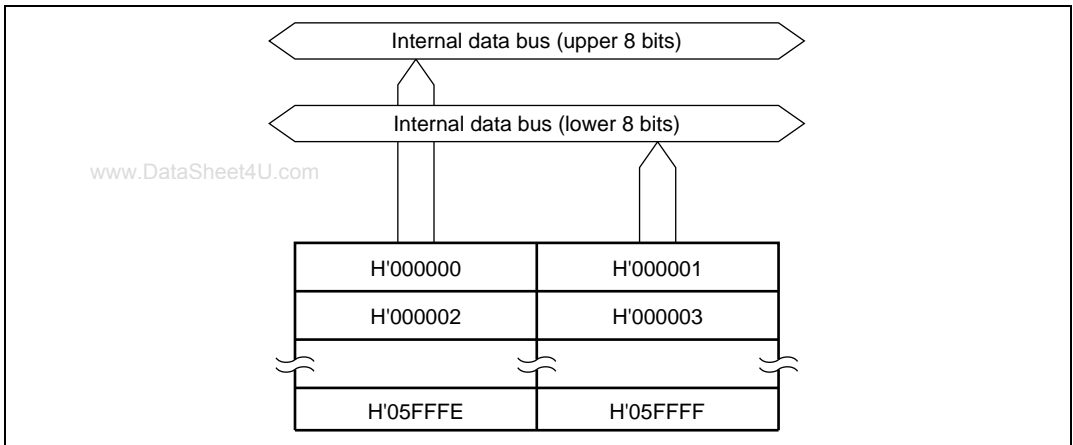 Internal data bus (upper 8 bits)
Internal data bus (lower 8 bits)
www.DataSheet4U.com
H'000000 H'000001
H'000002 H'000003
H'05FFFE H'05FFFF